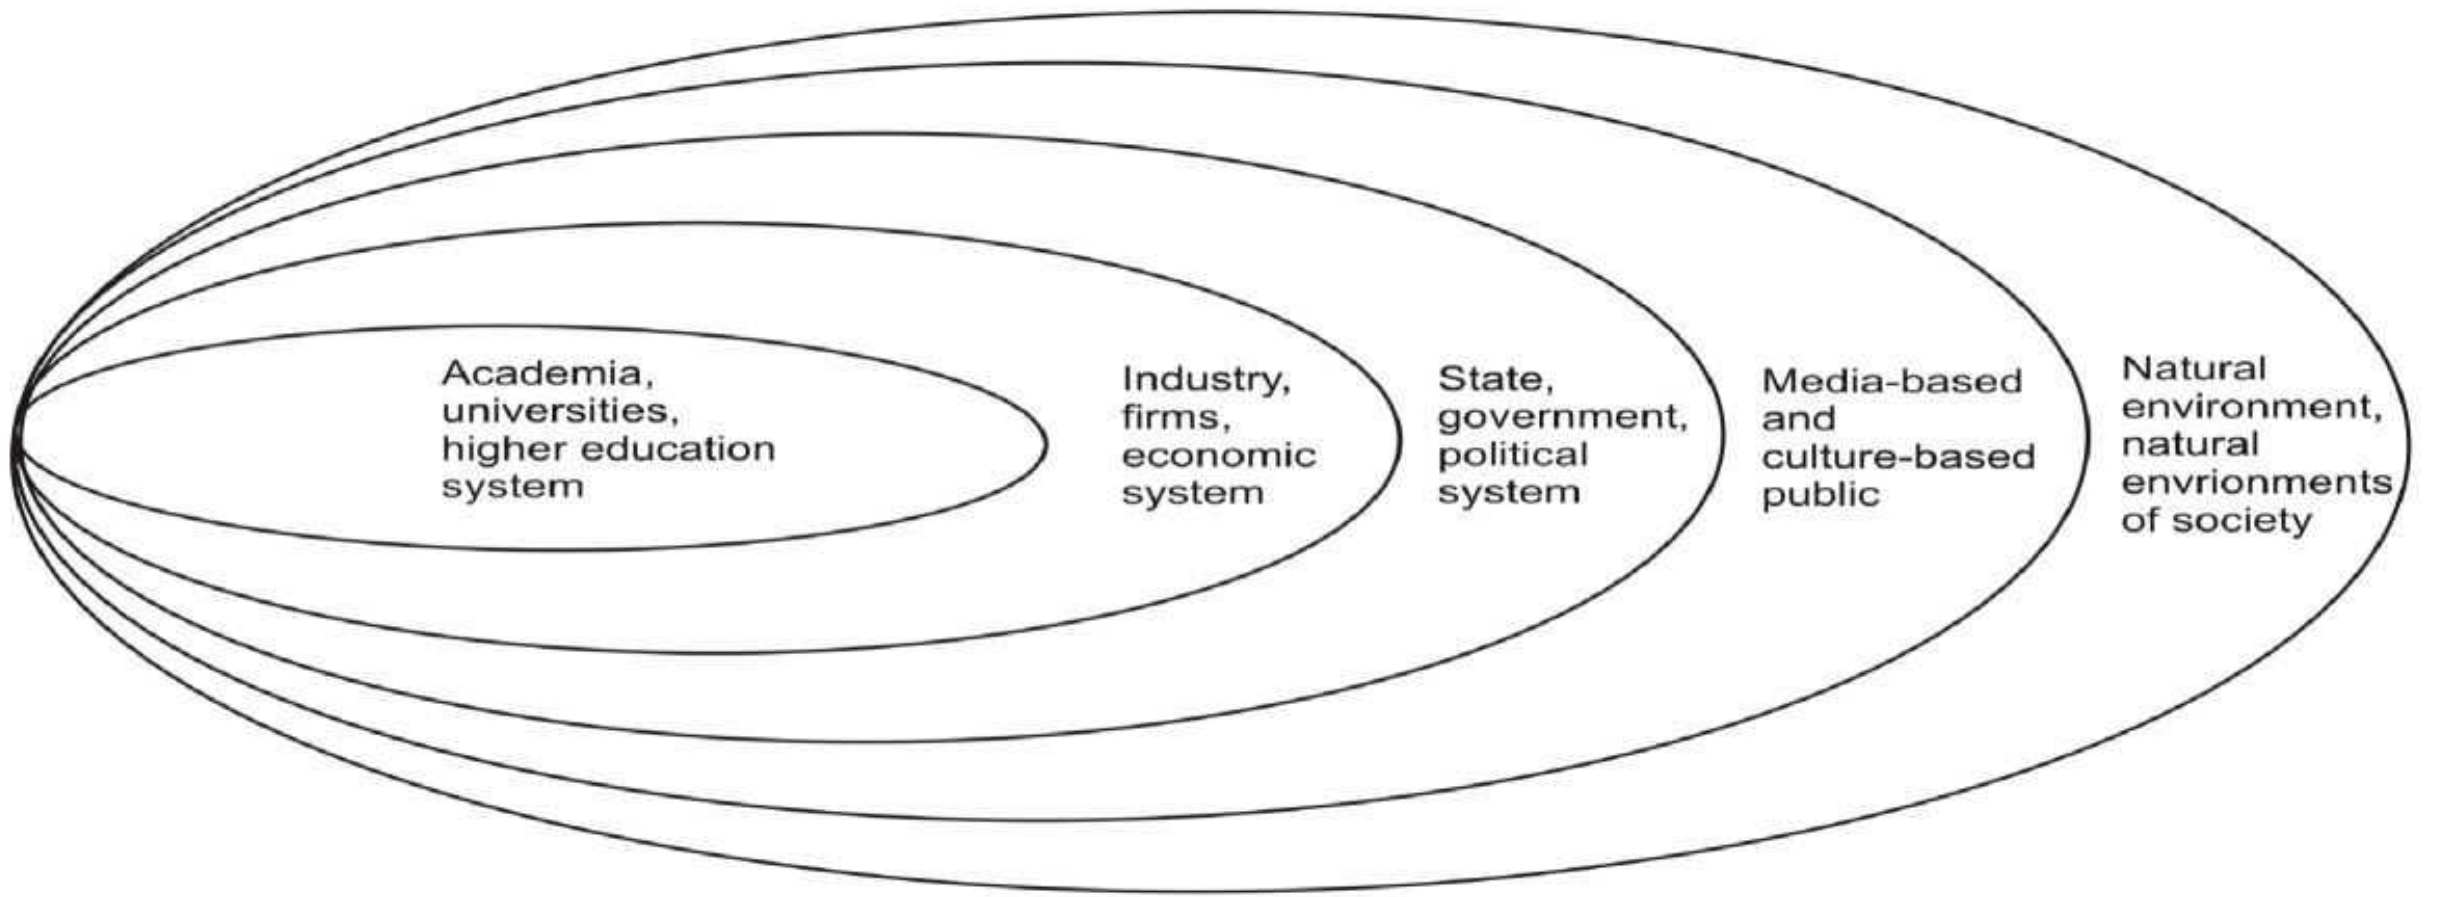 Academia,
universities,
higher education
system
Industry,
firms,
economic
system
State,
government,
political
system
Media-based
and
culture-based
public
Natural
environment,
natural
envrionments
of society